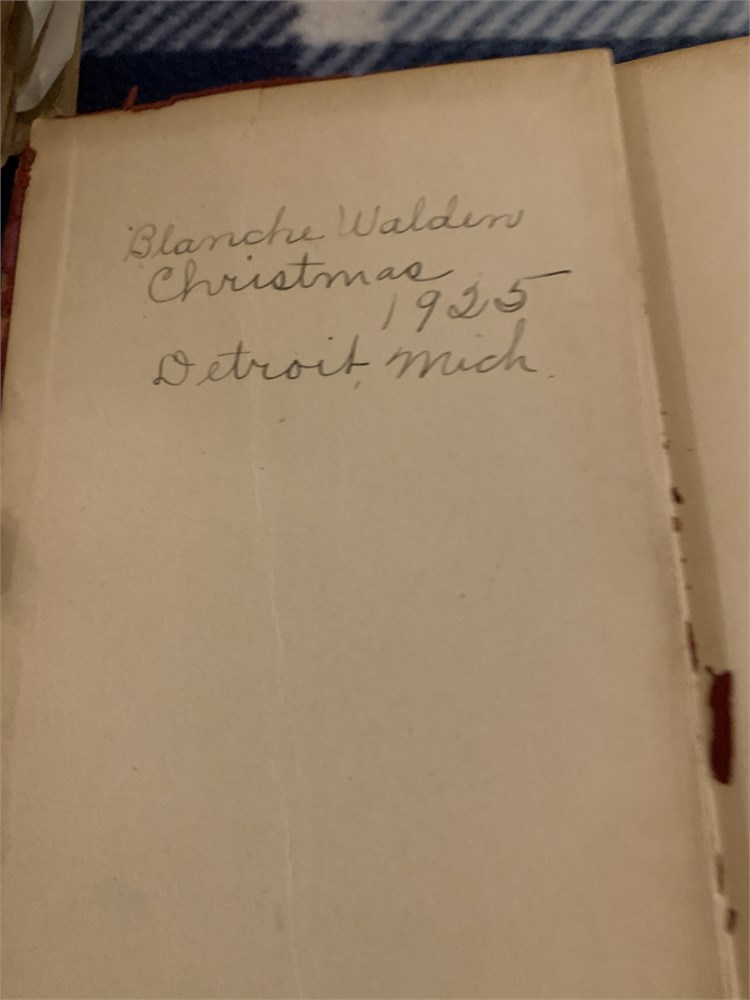 Blanche Walden
Christmas
1925
Detroit, Mich.